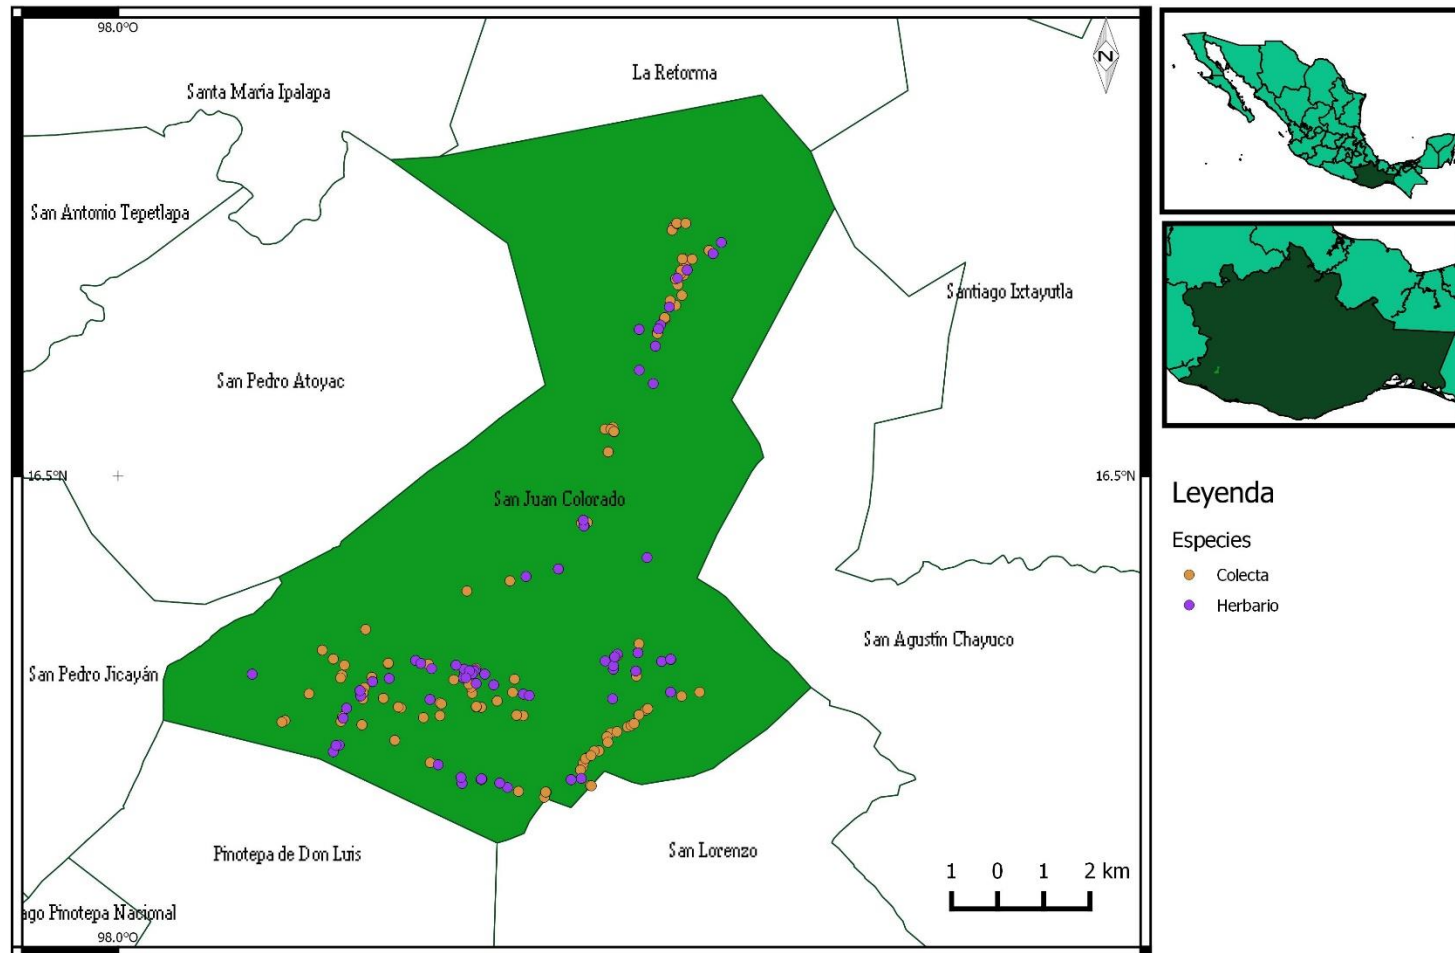 98.0°O
La Reforma
N
Santa María Ipalapa
San Antonio Tepetlapa
Santiago Ixtayutla
San Pedro Atoyac
16.5°N
16.5°N
San Juan Colorado
Leyenda
Especies
Colecta
Herbario
San Agustín Chayuco
San Pedro Jicayán
Pinotepa de Don Luis
San Lorenzo
1 0 1 2 km
ago Pinotepa Nacional
98.0°O